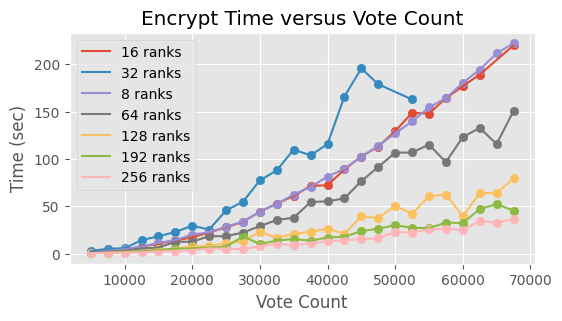 Encrypt Time versus Vote Count
16 ranks
32 ranks
8 ranks
64 ranks
128 ranks
192 ranks
256 ranks
Time (sec)
200
150
100
50
0
10000 20000 30000 40000 50000 60000 70000
Vote Count